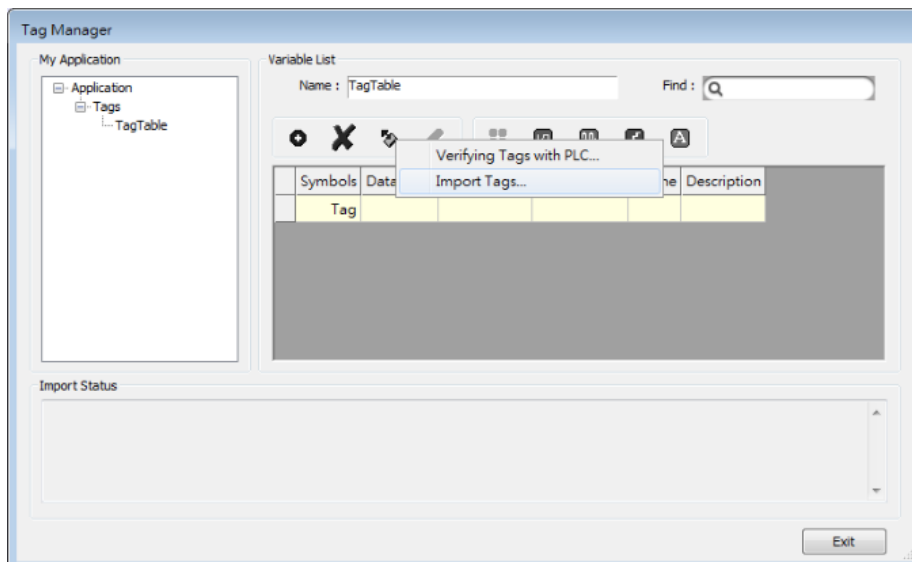 Tag Manager
My Application
Application
Tags
TagTable
Variable List
Name : TagTable
Find :
A
Verifying Tags with PLC...
Import Tags...
Symbols Data Description
Tag
Import Status
Exit